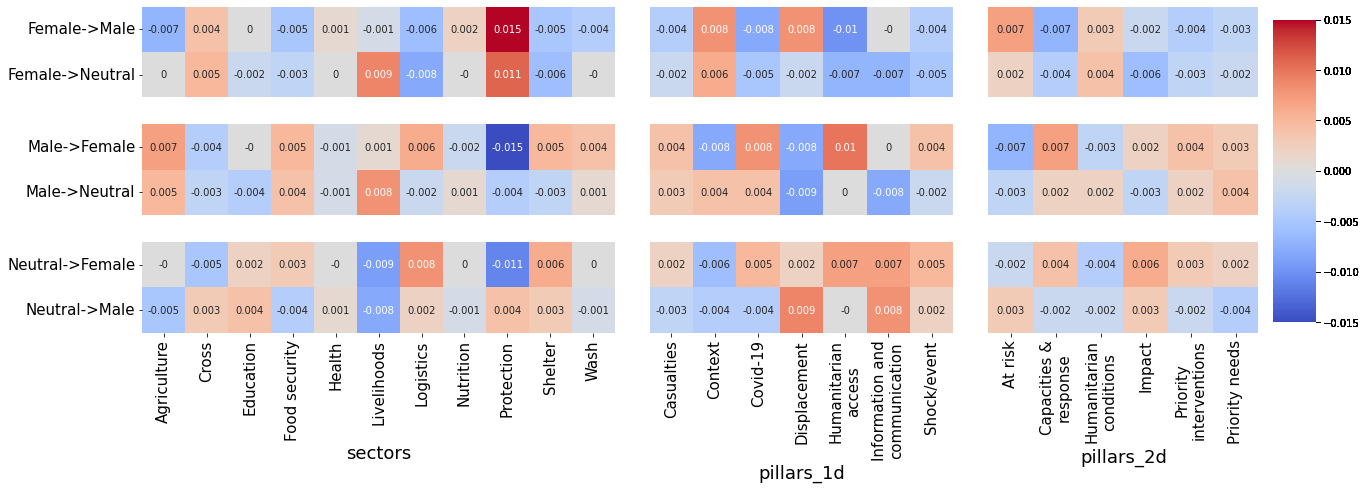 Female->Male -0.007 0.004 0 -0.005 0.001 -0.001 -0.006 0.002 0.015 -0.005 -0.004 -0.004 0.008 -0.008 0.008 -0.01 -0 -0.004 0.007 -0.007 0.003 -0.002 -0.004 -0.003 0.015
Female->Neutral 0 0.005 -0.002 -0.003 0 0.009 -0.008 -0 0.011 -0.006 -0 -0.002 0.006 -0.005 -0.002 -0.007 -0.007 -0.005 0.002 -0.004 0.004 -0.006 -0.003 -0.002 0.010
0.005
Male->Female 0.007 -0.004 -0 0.005 -0.001 0.001 0.006 -0.002 -0.015 0.005 0.004 0.004 -0.008 0.008 -0.008 0.01 0 0.004 -0.007 0.007 -0.003 0.002 0.004 0.003
0.000
Male->Neutral 0.005 -0.003 -0.004 0.004 -0.001 0.008 -0.002 0.001 -0.004 -0.003 0.001 0.003 0.004 0.004 -0.009 0 -0.008 -0.002 -0.003 0.002 0.002 -0.003 0.002 0.004
−0.005
Neutral->Female -0 -0.005 0.002 0.003 -0 -0.009 0.008 0 -0.011 0.006 0 0.002 -0.006 0.005 0.002 0.007 0.007 0.005 -0.002 0.004 -0.004 0.006 0.003 0.002
−0.010
Neutral->Male -0.005 0.003 0.004 -0.004 0.001 -0.008 0.002 -0.001 0.004 0.003 -0.001 -0.003 -0.004 -0.004 0.009 -0 0.008 0.002 0.003 -0.002 -0.002 0.003 -0.002 -0.004
−0.015
Agriculture
Cross
Education
Food security
Health
Livelihoods
Logistics
Nutrition
Protection
Shelter
Wash
sectors
Casualties
Context
Covid-19
Displacement
Humanitarian
access
Information and
communication
Shock/event
pillars_1d
At risk
Capacities &
response
Humanitarian
conditions
Impact
Priority
interventions
Priority needs
pillars_2d